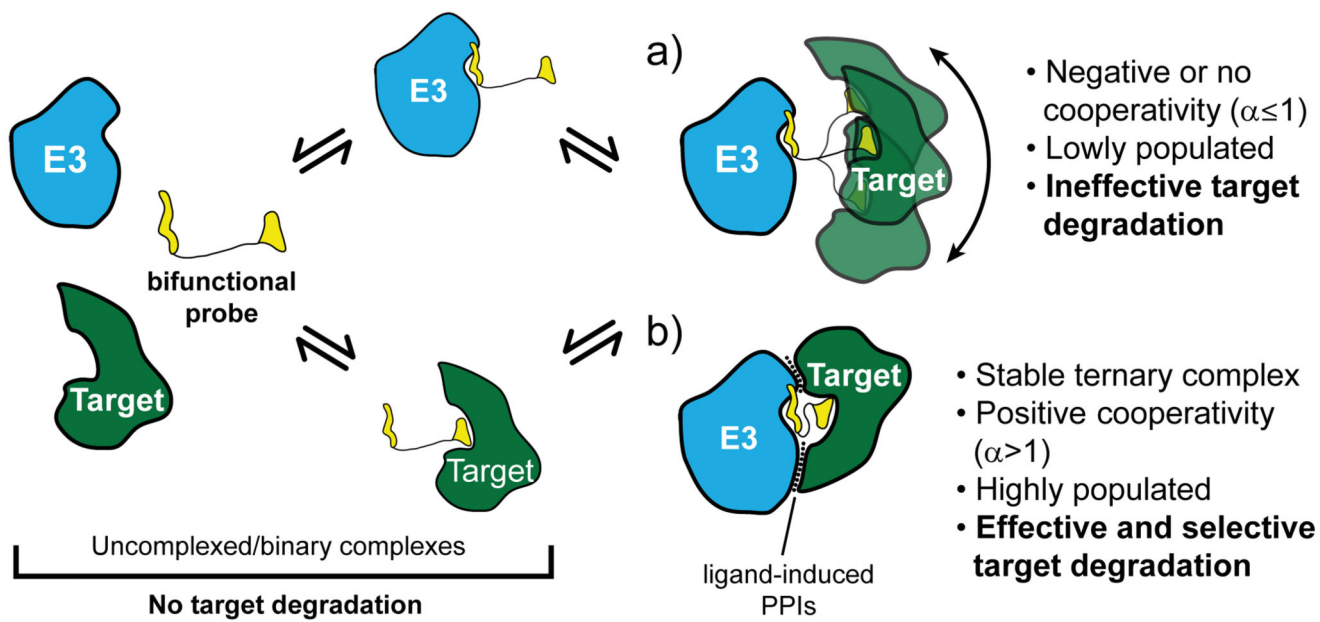 E3
bifunctional
probe
Target
E3
Target
Uncomplexed/binary complexes
No target degradation
a)
E3
Target
• Negative or no
cooperativity (α≤1)
• Lowly populated
• Ineffective target
degradation
b)
E3
Target
ligand-induced
PPIs
• Stable ternary complex
• Positive cooperativity
(α>1)
• Highly populated
• Effective and selective
target degradation